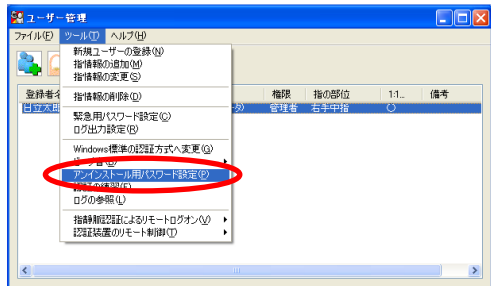 ユーザー管理
ファイル(F) ツール(T) ヘルプ(H)
新規ユーザーの登録(N)
指情報の追加(M)
指情報の変更(S)
指情報の削除(D)
緊急用パスワード設定(C)
ログ出力設定(R)
Windows標準の認証方式へ変更(G)
アンインストール用パスワード設定(P)
認証の練習(E)
ログの参照(L)
指静脈認証によるリモートログオン(V)
認証装置のリモート制御(T)
登録者名 権限 指の部位 1:1... 備考
日立太郎 管理者 右手中指 ○